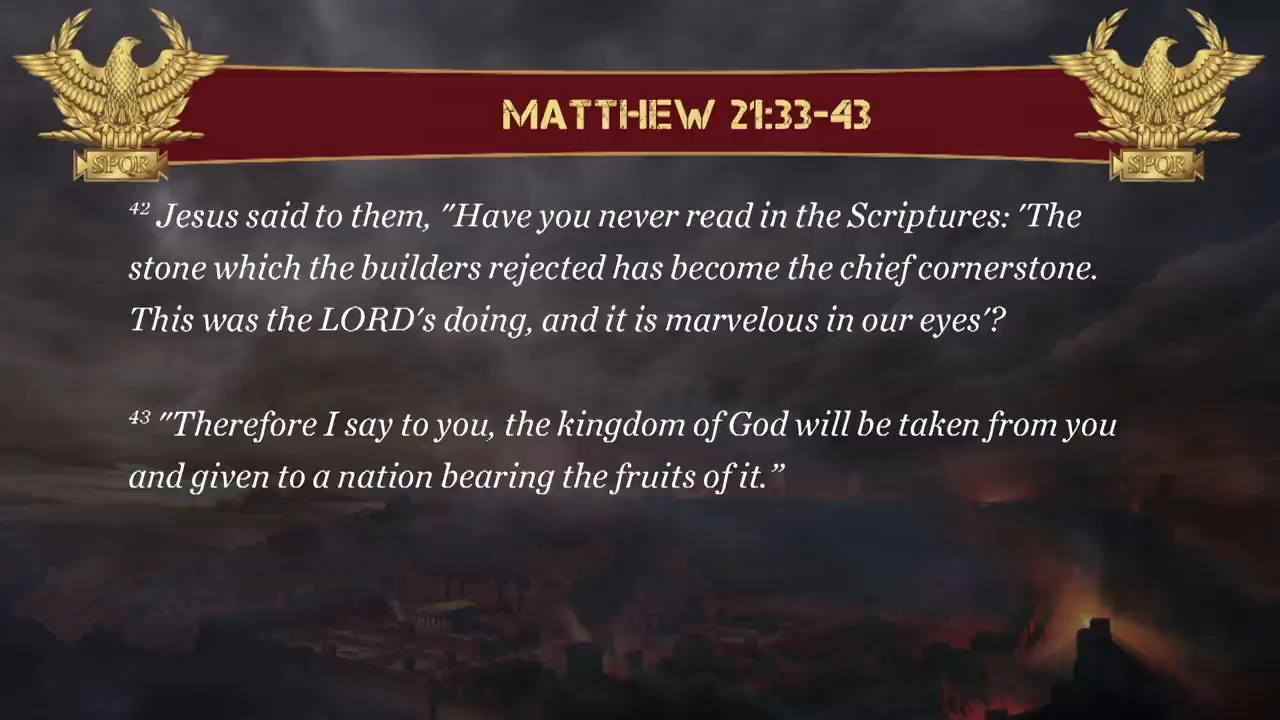 MATTHEW 21:33-43
SPQR
SPQR
42 Jesus said to them, "Have you never read in the Scriptures: 'The
stone which the builders rejected has become the chief cornerstone.
This was the LORD's doing, and it is marvelous in our eyes'?
43 "Therefore I say to you, the kingdom of God will be taken from you
and given to a nation bearing the fruits of it.”